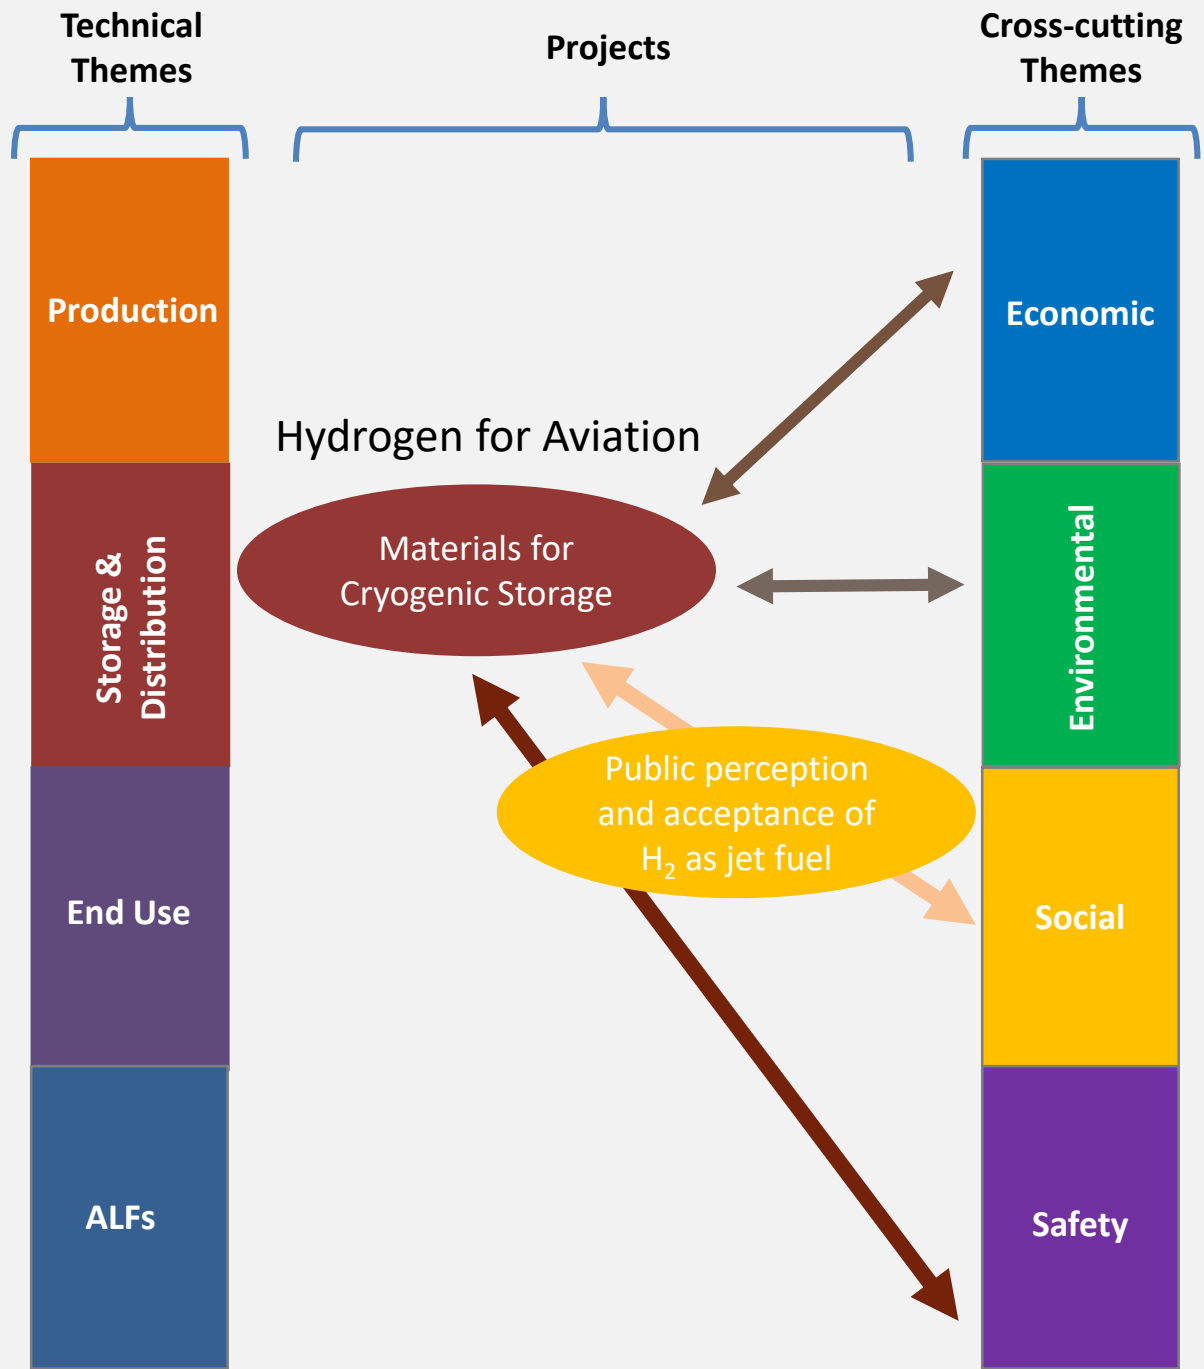 Technical
Themes
Projects
Cross-cutting
Themes
Production
Storage &
Distribution
End Use
ALFs
Hydrogen for Aviation
Materials for
Cryogenic Storage
Public perception
and acceptance of
H₂ as jet fuel
Economic
Environmental
Social
Safety